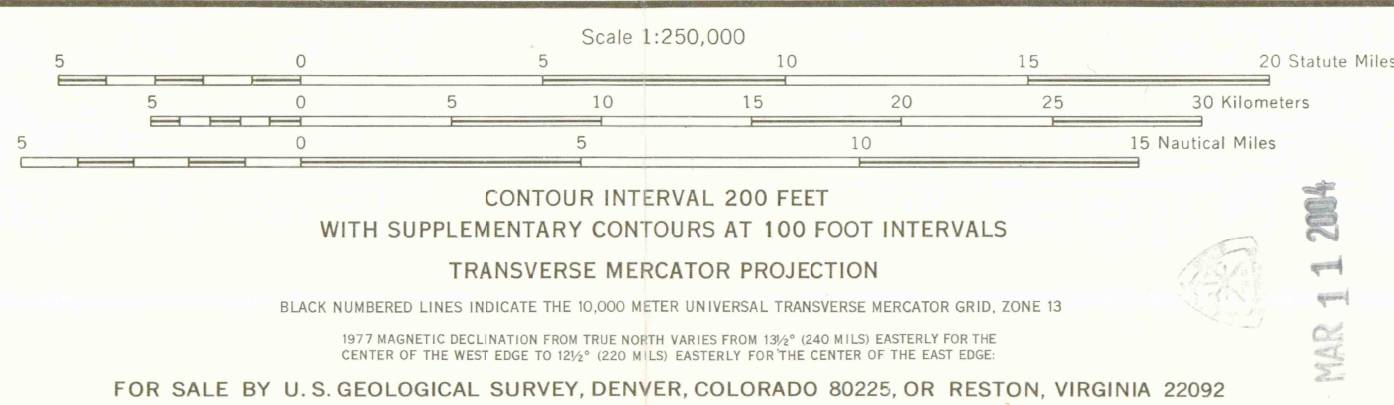 Scale 1:250,000
5 0 5 10 15 20 Statute Miles
5 0 5 10 15 20 25 30 Kilometers
5 0 5 10 15 Nautical Miles
CONTOUR INTERVAL 200 FEET
WITH SUPPLEMENTARY CONTOURS AT 100 FOOT INTERVALS
TRANSVERSE MERCATOR PROJECTION
BLACK NUMBERED LINES INDICATE THE 10,000 METER UNIVERSAL TRANSVERSE MERCATOR GRID, ZONE 13
1977 MAGNETIC DECLINATION FROM TRUE NORTH VARIES FROM 13½° (240 MILS) EASTERLY FOR THE
CENTER OF THE WEST EDGE TO 12½° (220 MILS) EASTERLY FOR THE CENTER OF THE EAST EDGE:
FOR SALE BY U.S. GEOLOGICAL SURVEY, DENVER, COLORADO 80225, OR RESTON, VIRGINIA 22092
MAR 11 2004